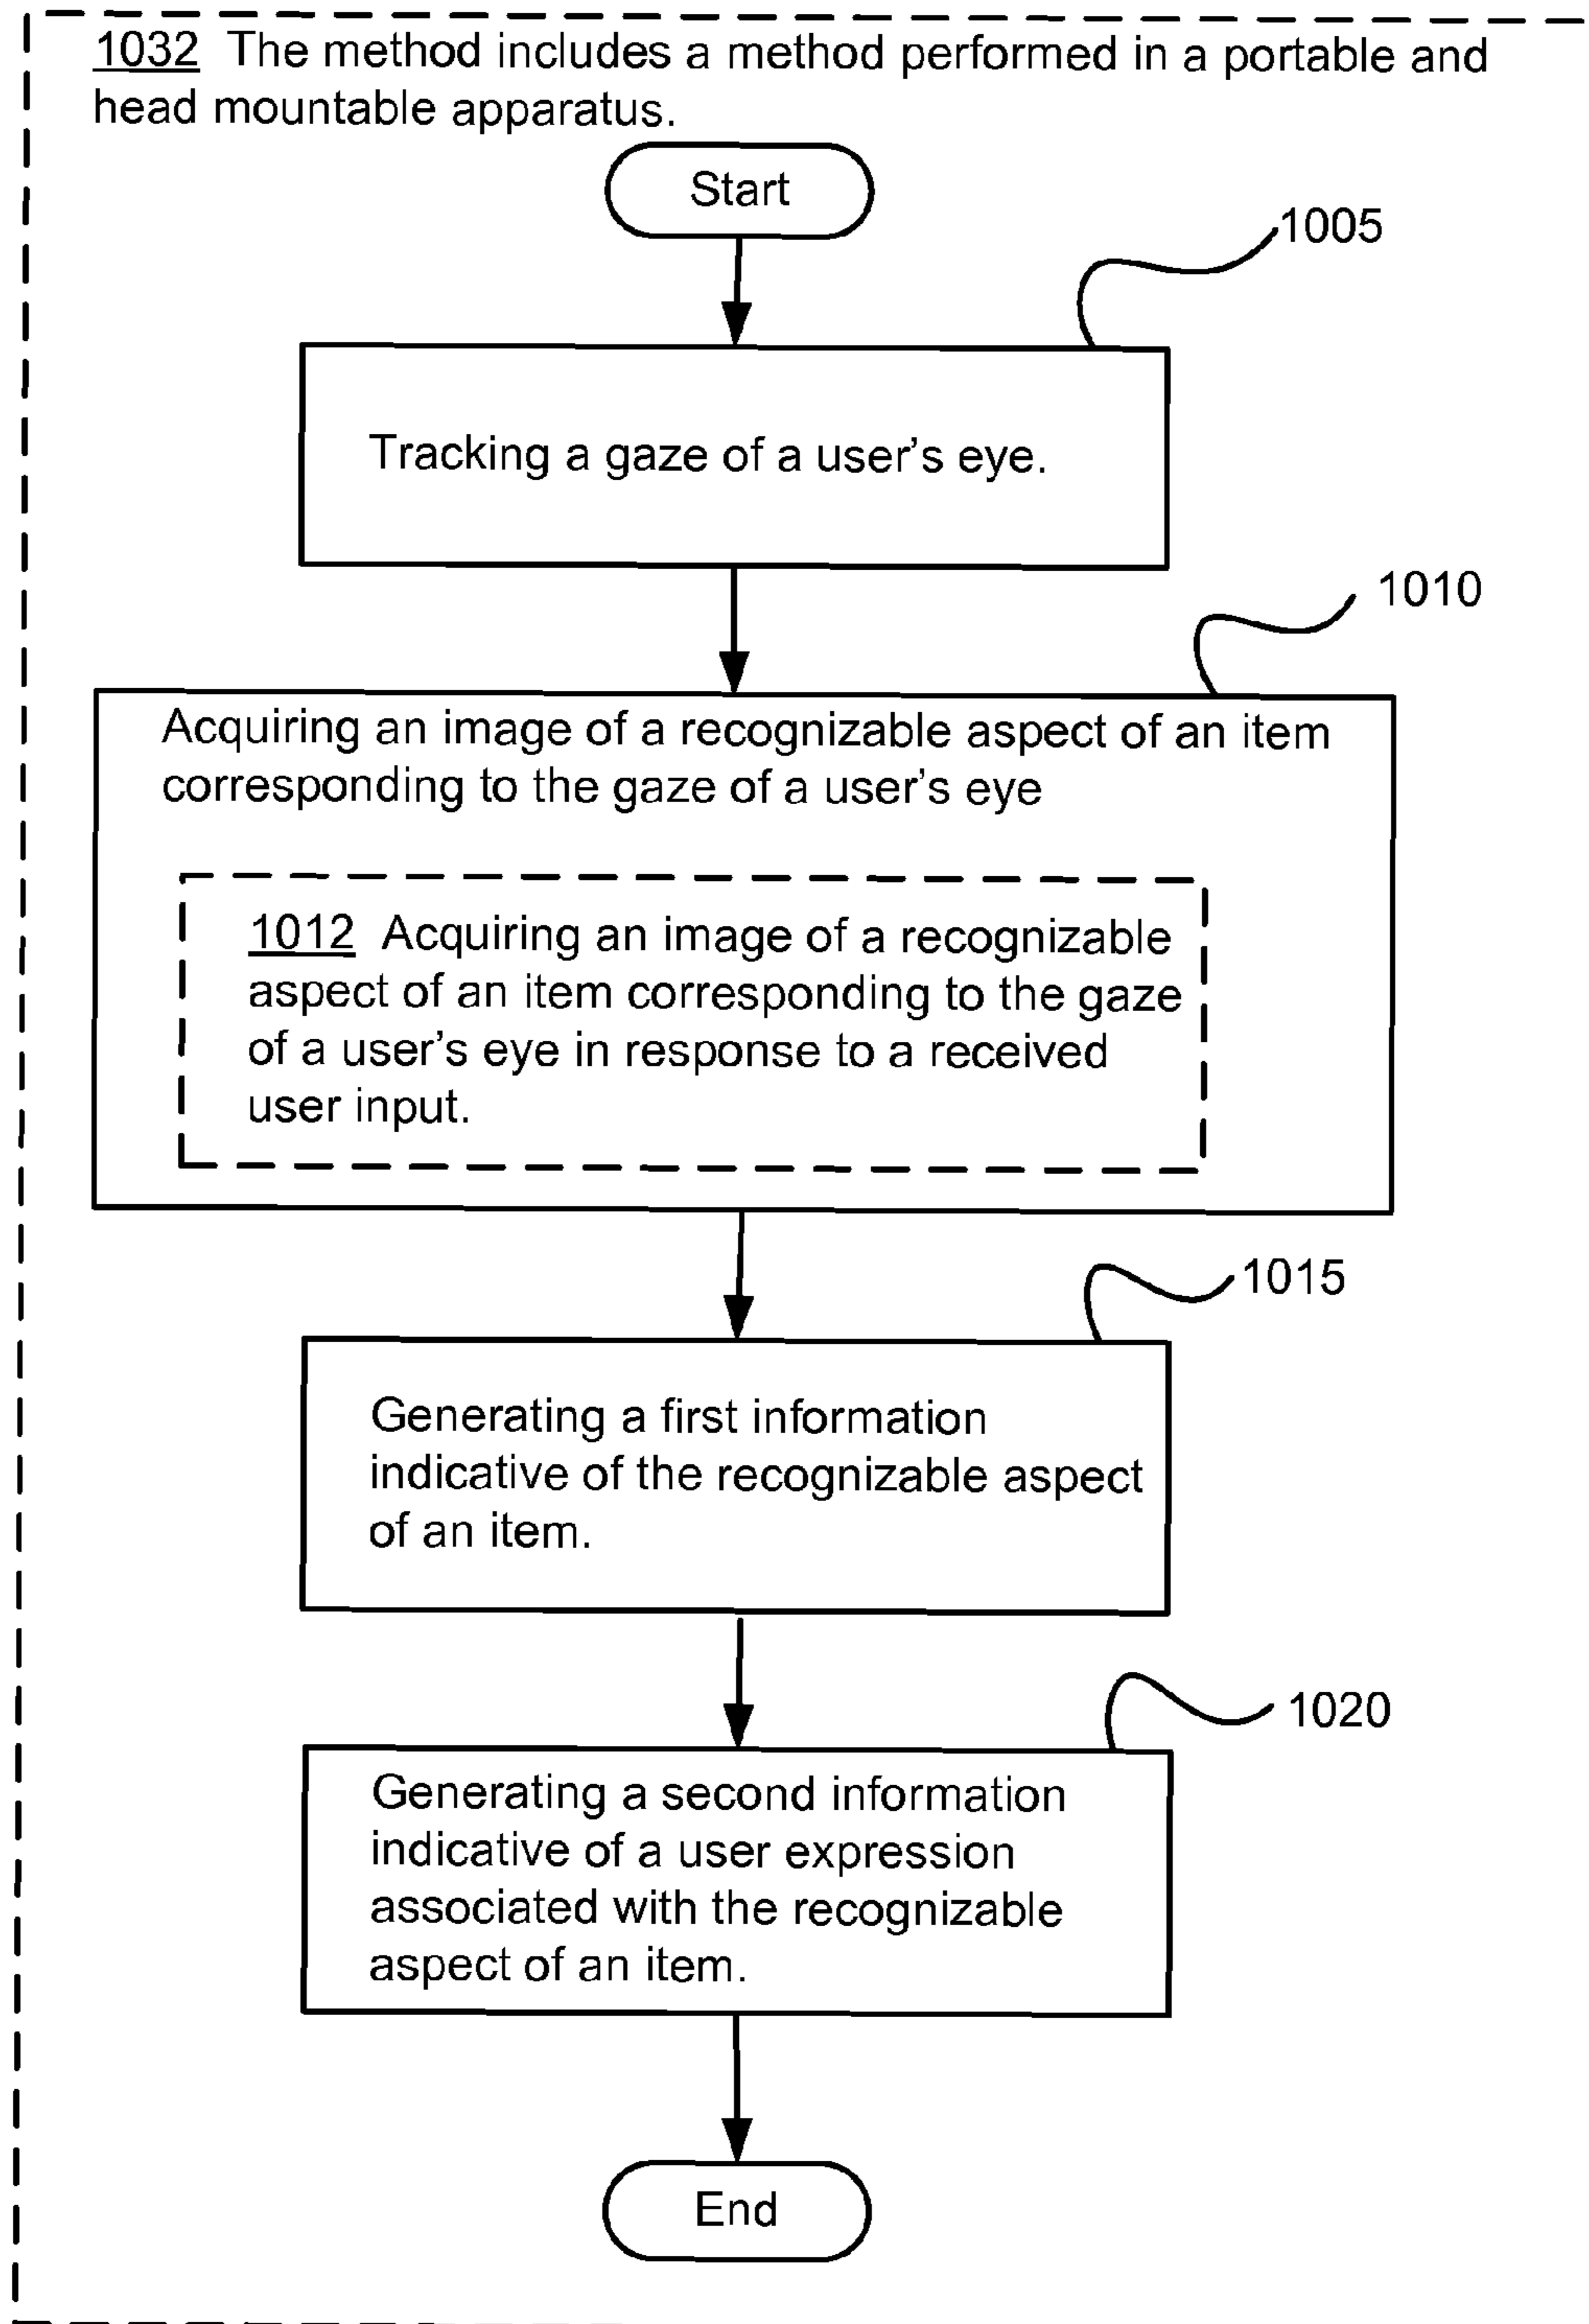 1032 The method includes a method performed in a portable and
head mountable apparatus.
Start
1005
Tracking a gaze of a user's eye.
1010
Acquiring an image of a recognizable aspect of an item
corresponding to the gaze of a user's eye
1012 Acquiring an image of a recognizable
aspect of an item corresponding to the gaze
of a user's eye in response to a received
user input.
1015
Generating a first information
indicative of the recognizable aspect
of an item.
1020
Generating a second information
indicative of a user expression
associated with the recognizable
aspect of an item.
End